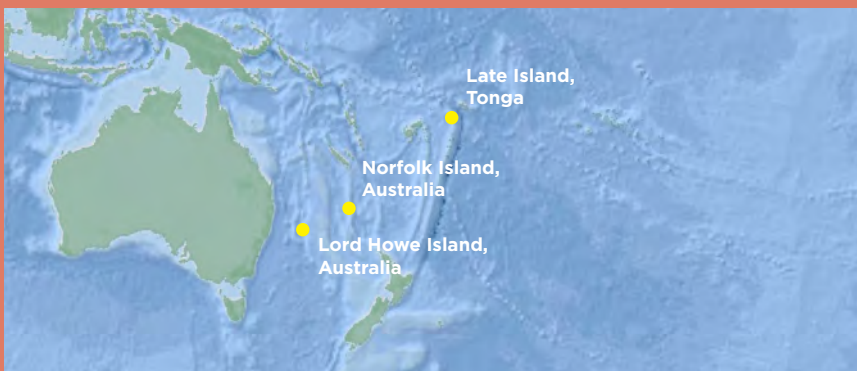 Late Island,
Tonga
Norfolk Island,
Australia
Lord Howe Island,
Australia